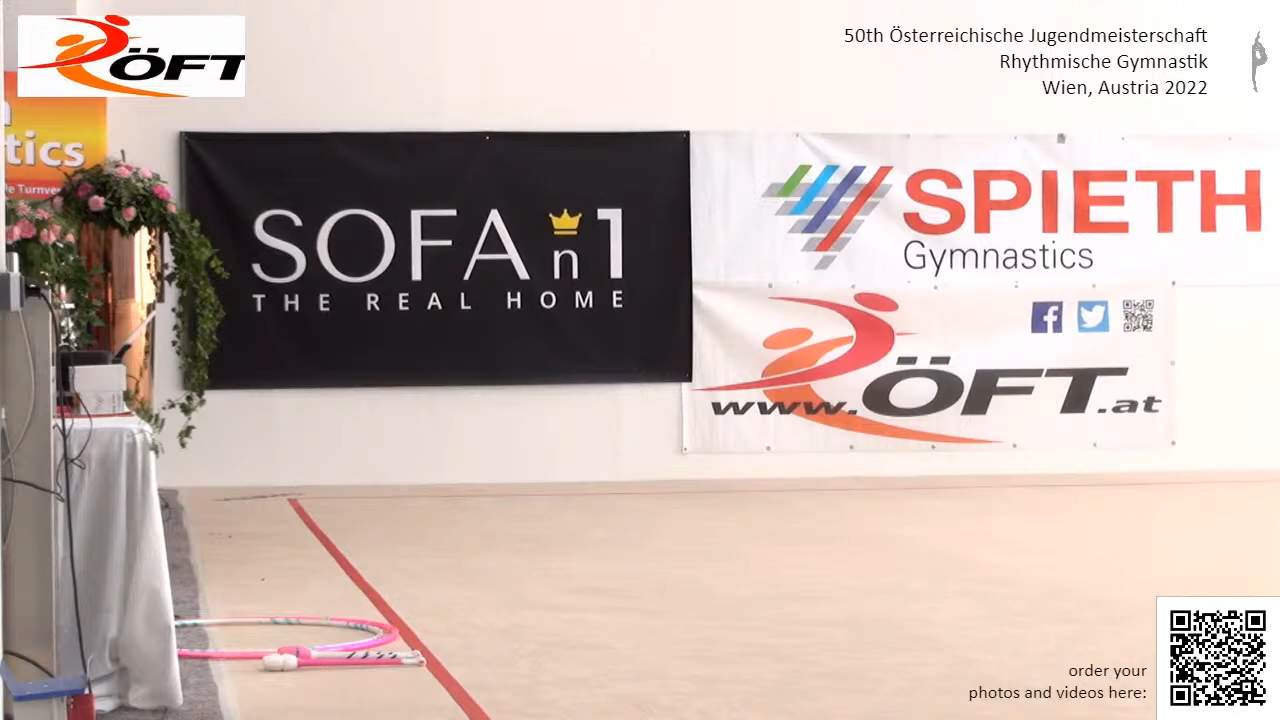 ÖFT
50th Österreichische Jugendmeisterschaft
Rhythmische Gymnastik
Wien, Austria 2022
tics
SOFA n1
THE REAL HOME
SPIETH
Gymnastics
www.ÖFT.at
order your
photos and videos here: